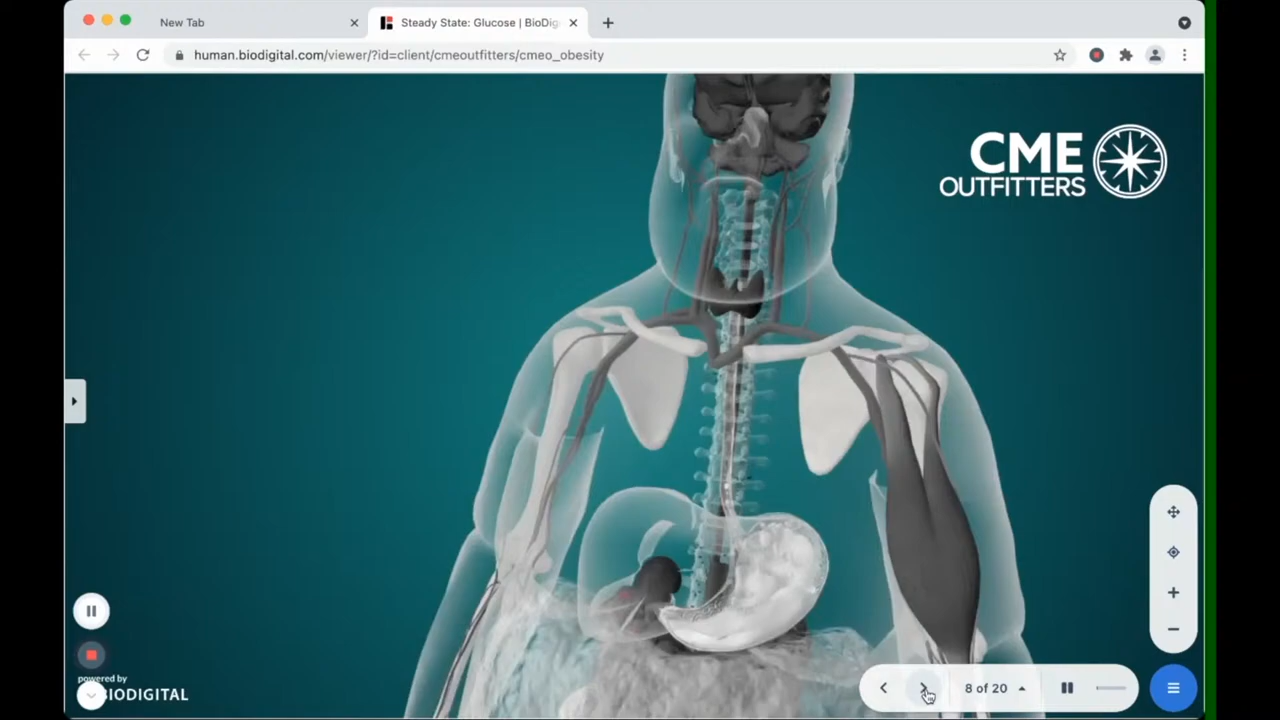 New Tab
Steady State: Glucose | BioDig
human.biodigital.com/viewer/?id=client/cmeoutfitters/cmeo_obesity
CME
OUTFITTERS
8 of 20
powered by
BIODIGITAL